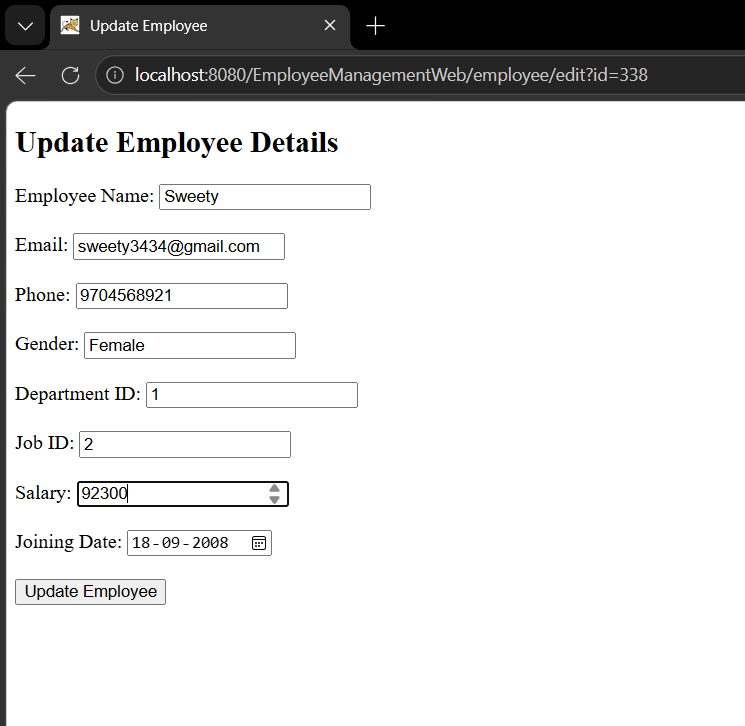 Update Employee
localhost:8080/EmployeeManagementWeb/employee/edit?id=338
Update Employee Details
Employee Name: Sweety
Email: sweety3434@gmail.com
Phone: 9704568921
Gender: Female
Department ID: 1
Job ID: 2
Salary: 92300
Joining Date: 18-09-2008
Update Employee